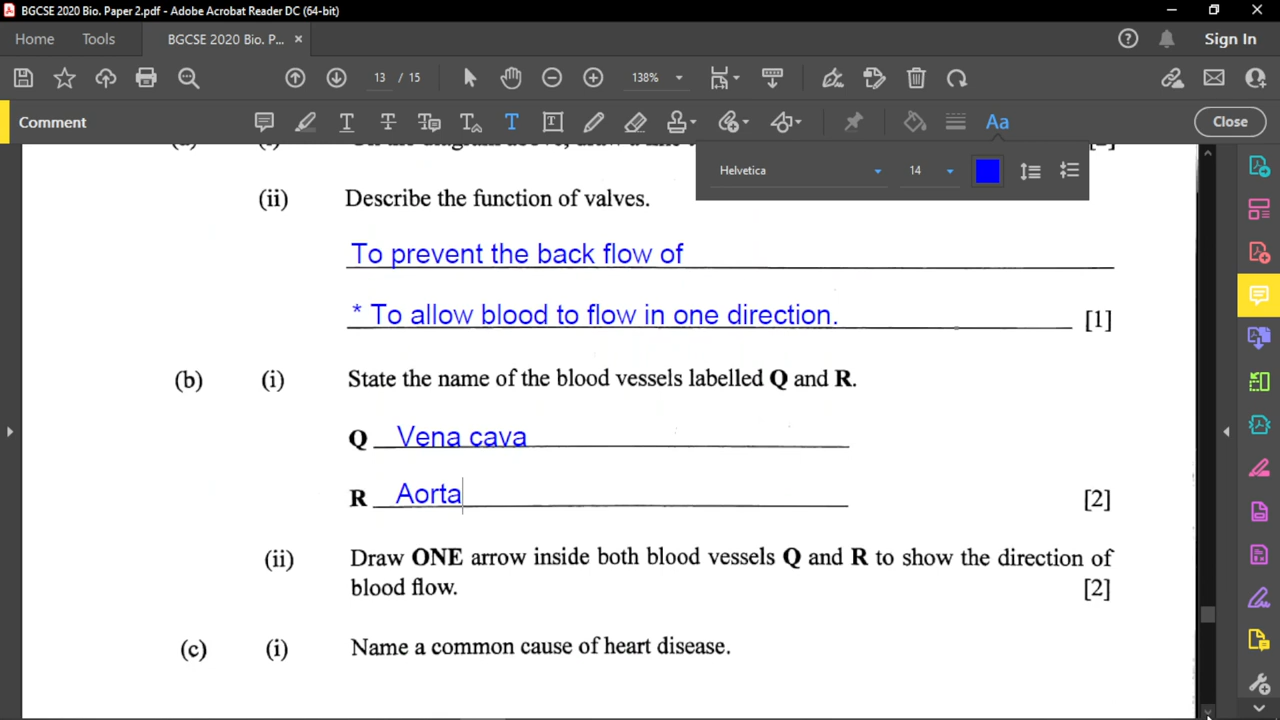 BGCSE 2020 Bio. Paper 2.pdf - Adobe Acrobat Reader DC (64-bit)
Home Tools BGCSE 2020 Bio. P... × Sign In
13 / 15 138%
Comment Close
Helvetica 14
(ii) Describe the function of valves.
To prevent the back flow of
* To allow blood to flow in one direction. [1]
(b) (i) State the name of the blood vessels labelled Q and R.
Q Vena cava
R Aorta [2]
(ii) Draw ONE arrow inside both blood vessels Q and R to show the direction of
blood flow. [2]
(c) (i) Name a common cause of heart disease.